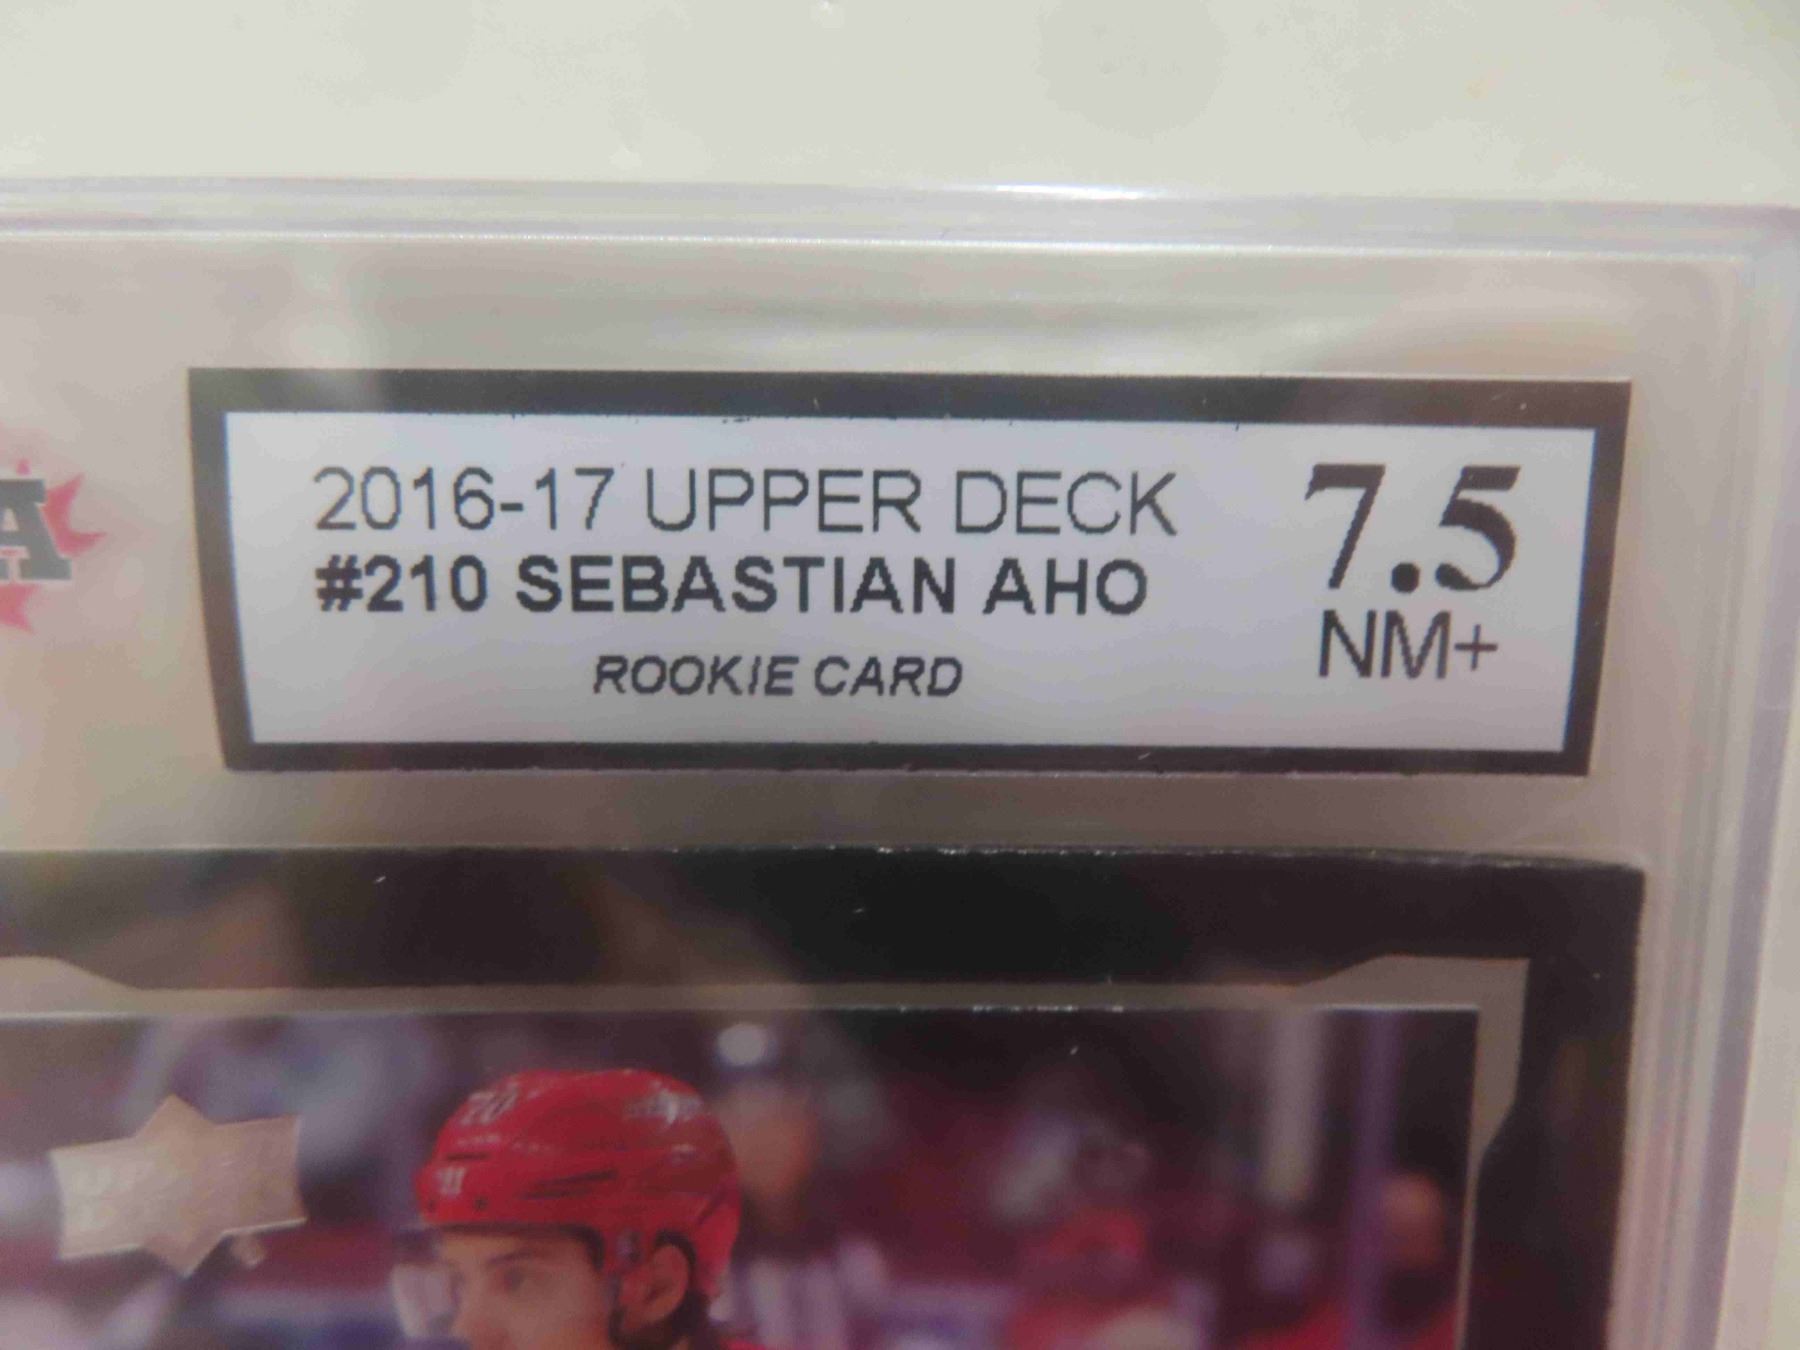 A
2016-17 UPPER DECK
#210 SEBASTIAN AHO
ROOKIE CARD
7.5
NM+